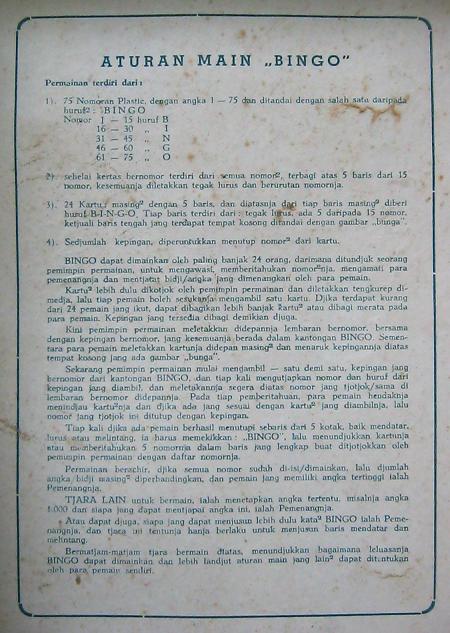 ATURAN MAIN „BINGO"
Permainan terdiri dari :
1). 75 Nomoran Plastic, dengan angka 1 — 75 dan ditandai dengan salah satu daripada
huruf² : BINGO
Nomor 1 — 15 huruf B
16 — 30 „ I
31 — 45 „ N
46 — 60 „ G
61 — 75 „ O
2). sehelai kertas bernomor terdiri dari semua nomor², terbagi atas 5 baris dari 15
nomor, kesemuanja diletakkan tegak lurus dan berurutan nomornja.
3). 24 Kartu,² masing² dengan 5 baris, dan diatasnja dari tiap baris masing² diberi
huruf B-I-N-G-O. Tiap baris terdiri dari : tegak lurus, ada 5 daripada 15 nomor,
ketjuali baris tengah jang terdapat tempat kosong ditandai dengan gambar „bunga".
4). Sedjumlah kepingan, diperuntukkan menutup nomor² dari kartu.
BINGO dapat dimainkan oleh paling banjak 24 orang, darimana ditundjuk seorang
pemimpin permainan, untuk mengawasi, memberitahukan nomor²nja, mengamati para
pemenangnja dan mentjatat bidji/angka jang dimenangkan oleh para pemain.
Kartu² lebih dulu dikotjok oleh pemimpin permainan dan diletakkan tengkurep di-
medja, lalu tiap pemain boleh sesukanja mengambil satu kartu. Djika terdapat kurang
dari 24 pemain jang ikut, dapat dibagikan lebih banjak kartu² atau dibagi merata pada
para pemain. Kepingan jang tersedia dibagi demikian djuga.
Kini pemimpin permainan meletakkan didepannja lembaran bernomor, bersama
dengan kepingan bernomor, jang kesemuanja berada dalam kantongan BINGO. Semen-
tara para pemain meletakkan kartunja didepan masing² dan menaruk kepingannja diatas
tempat kosong jang ada gambar „bunga".
Sekarang pemimpin permainan mulai mengambil — satu demi satu, kepingan jang
bernomor dari kantongan BINGO, dan tiap kali mengutjapkan nomor dan huruf dari
kepingan jang diambil, dan meletakannja segera diatas nomor jang tjotjok/sama di
lembaran bernomor didepannja. Pada tiap pemberitahuan, para pemain hendaknja
menindjau kartu²nja dan djika ada jang sesuai dengan kartu² jang diambilnja, lalu
nomor jang tjotjok ini ditutup dengan kepingan.
Tiap kali djika ada pemain berhasil menutupi sebaris dari 5 kotak, baik mendatar,
lurus atau melintang, ia harus memekikkan : „BINGO", lalu menundjukkan kartunja
atau memberitahukan 5 nomornja dalam baris jang lengkap buat ditjotjokkan oleh
pemimpin permainan dengan daftar nomornja.
Permainan berachir, djika semua nomor sudah di-isi/dimainkan, lalu djumlah
angka bidji masing² diperbandingkan, dan pemain jang memiliki angka tertinggi ialah
Pemenangnja.
TJARA LAIN untuk bermain, ialah menetapkan angka tertentu, misalnja angka
1.000 dan siapa jang dapat mentjapai angka ini, ialah Pemenangnja.
Atau dapat djuga, siapa jang dapat menjusun lebih dulu kata² BINGO ialah Peme-
nangnja, dan tjara ini tentunja hanja berlaku untuk menjusun baris mendatar dan
melintang.
Bermatjam-matjam tjara bermain diatas, menundjukkan bagaimana leluasanja
BINGO dapat dimainkan dan lebih landjut aturan main jang lain² dapat ditentukan
oleh para pemain sendiri.